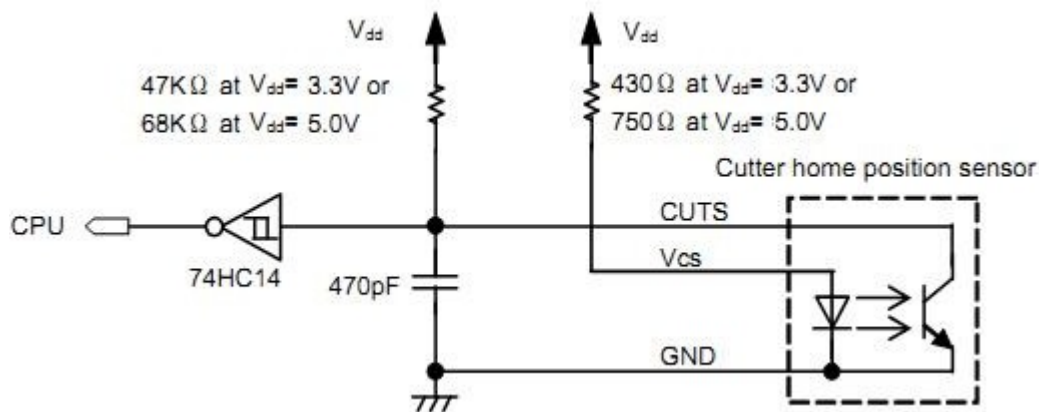 Vdd
Vdd
47KΩ at Vdd= 3.3V or
68KΩ at Vdd= 5.0V
430Ω at Vdd= 3.3V or
750Ω at Vdd= 5.0V
Cutter home position sensor
CPU
CUTS
74HC14
Vcs
470pF
GND